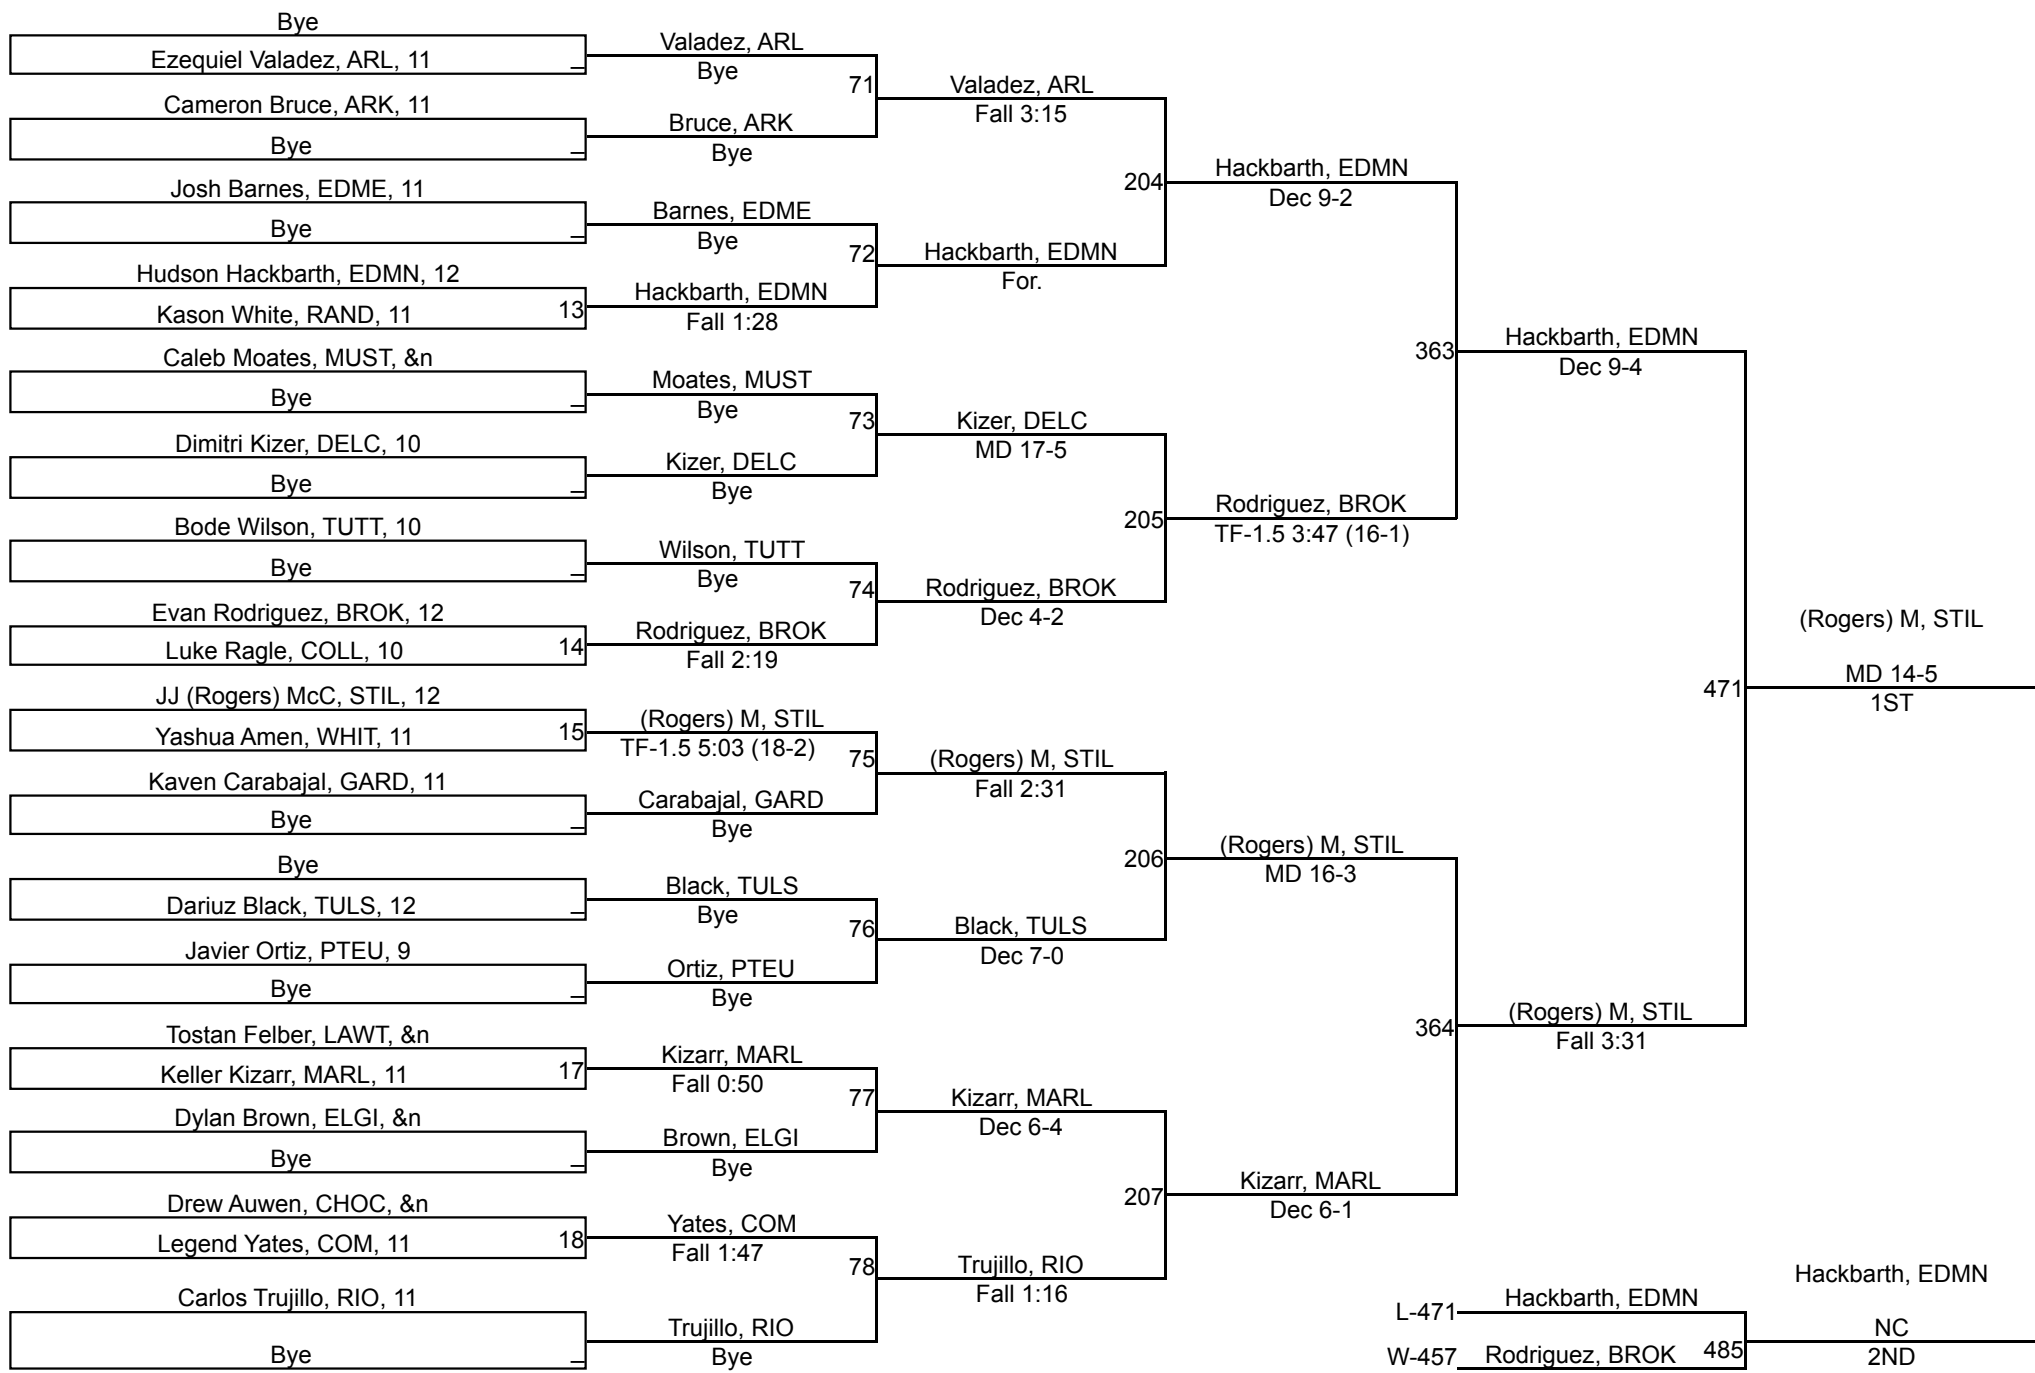 Bye
Ezequiel Valadez, ARL, 11 _
Cameron Bruce, ARK, 11
Bye _
Josh Barnes, EDME, 11
Bye _
Hudson Hackbarth, EDMN, 12
Kason White, RAND, 11 13
Caleb Moates, MUST, &n
Bye _
Dimitri Kizer, DELC, 10
Bye _
Bode Wilson, TUTT, 10
Bye _
Evan Rodriguez, BROK, 12
Luke Ragle, COLL, 10 14
JJ (Rogers) McC, STIL, 12
Yashua Amen, WHIT, 11 15
Kaven Carabajal, GARD, 11
Bye _
Bye
Dariuz Black, TULS, 12 _
Javier Ortiz, PTEU, 9
Bye _
Tostan Felber, LAWT, &n
Keller Kizarr, MARL, 11 17
Dylan Brown, ELGI, &n
Bye _
Drew Auwen, CHOC, &n
Legend Yates, COM, 11 18
Carlos Trujillo, RIO, 11
Bye _
Valadez, ARL
Bye
71
Bruce, ARK
Bye
Barnes, EDME
Bye
72
Hackbarth, EDMN
Fall 1:28
Moates, MUST
Bye
73
Kizer, DELC
Bye
Wilson, TUTT
Bye
74
Rodriguez, BROK
Fall 2:19
(Rogers) M, STIL
TF-1.5 5:03 (18-2)
75
Carabajal, GARD
Bye
Black, TULS
Bye
76
Ortiz, PTEU
Bye
Kizarr, MARL
Fall 0:50
77
Brown, ELGI
Bye
Yates, COM
Fall 1:47
78
Trujillo, RIO
Bye
Valadez, ARL
Fall 3:15
204
Hackbarth, EDMN
For.
Kizer, DELC
MD 17-5
205
Rodriguez, BROK
Dec 4-2
(Rogers) M, STIL
Fall 2:31
206
Black, TULS
Dec 7-0
Kizarr, MARL
Dec 6-4
207
Trujillo, RIO
Fall 1:16
Hackbarth, EDMN
Dec 9-2
363
Rodriguez, BROK
TF-1.5 3:47 (16-1)
(Rogers) M, STIL
MD 16-3
364
Kizarr, MARL
Dec 6-1
Hackbarth, EDMN
Dec 9-4
471
(Rogers) M, STIL
Fall 3:31
(Rogers) M, STIL
MD 14-5
1ST
L-471 Hackbarth, EDMN
W-457 Rodriguez, BROK 485
Hackbarth, EDMN
NC
2ND